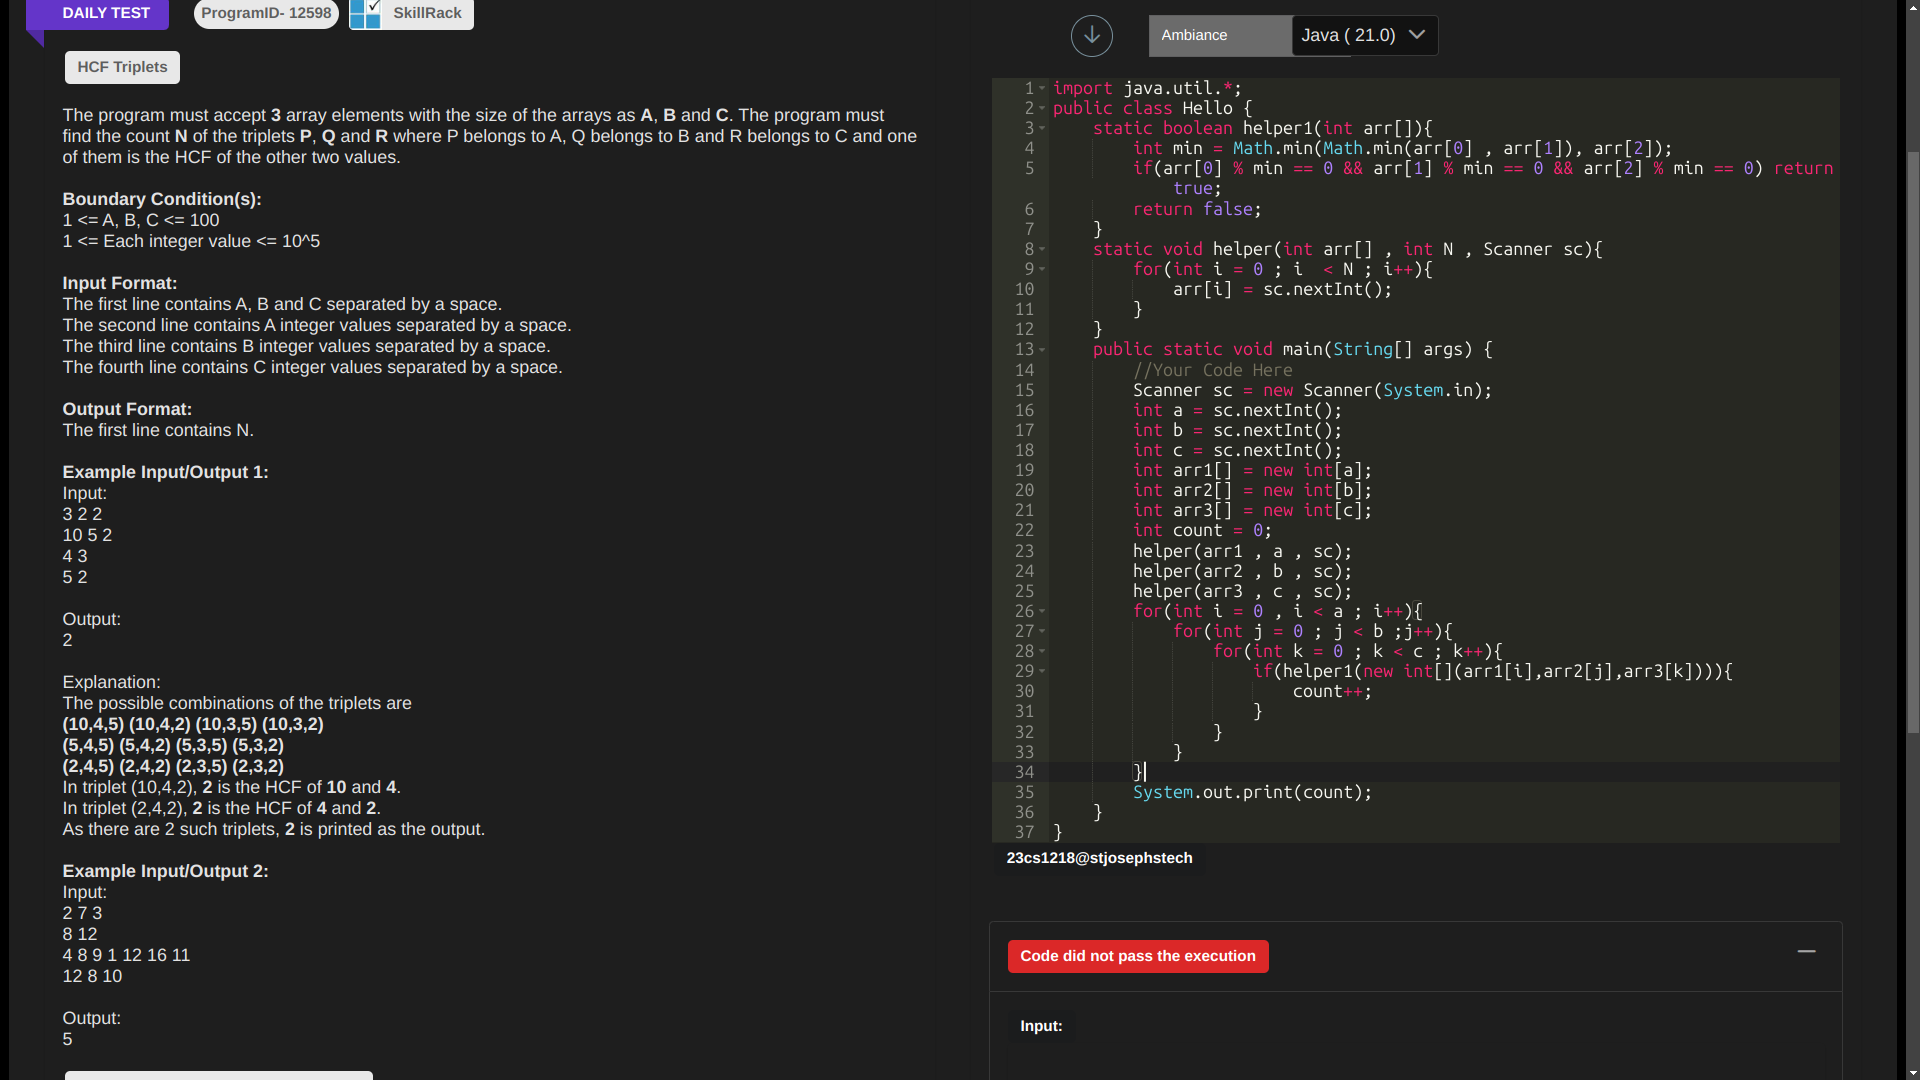 DAILY TEST
ProgramID- 12598
SkillRack
HCF Triplets
The program must accept 3 array elements with the size of the arrays as A, B and C. The program must
find the count N of the triplets P, Q and R where P belongs to A, Q belongs to B and R belongs to C and one
of them is the HCF of the other two values.
Boundary Condition(s):
1 <= A, B, C <= 100
1 <= Each integer value <= 10^5
Input Format:
The first line contains A, B and C separated by a space.
The second line contains A integer values separated by a space.
The third line contains B integer values separated by a space.
The fourth line contains C integer values separated by a space.
Output Format:
The first line contains N.
Example Input/Output 1:
Input:
3 2 2
10 5 2
4 3
5 2
Output:
2
Explanation:
The possible combinations of the triplets are
(10,4,5) (10,4,2) (10,3,5) (10,3,2)
(5,4,5) (5,4,2) (5,3,5) (5,3,2)
(2,4,5) (2,4,2) (2,3,5) (2,3,2)
In triplet (10,4,2), 2 is the HCF of 10 and 4.
In triplet (2,4,2), 2 is the HCF of 4 and 2.
As there are 2 such triplets, 2 is printed as the output.
Example Input/Output 2:
Input:
2 7 3
8 12
4 8 9 1 12 16 11
12 8 10
Output:
5
Ambiance
Java ( 21.0)
1 import java.util.*;
2 public class Hello {
3     static boolean helper1(int arr[]){
4         int min = Math.min(Math.min(arr[0] , arr[1]), arr[2]);
5         if(arr[0] % min == 0 && arr[1] % min == 0 && arr[2] % min == 0) return
            true;
6         return false;
7     }
8     static void helper(int arr[] , int N , Scanner sc){
9         for(int i = 0 ; i  < N ; i++){
10             arr[i] = sc.nextInt();
11         }
12     }
13     public static void main(String[] args) {
14         //Your Code Here
15         Scanner sc = new Scanner(System.in);
16         int a = sc.nextInt();
17         int b = sc.nextInt();
18         int c = sc.nextInt();
19         int arr1[] = new int[a];
20         int arr2[] = new int[b];
21         int arr3[] = new int[c];
22         int count = 0;
23         helper(arr1 , a , sc);
24         helper(arr2 , b , sc);
25         helper(arr3 , c , sc);
26         for(int i = 0 , i < a ; i++){
27             for(int j = 0 ; j < b ;j++){
28                 for(int k = 0 ; k < c ; k++){
29                     if(helper1(new int[](arr1[i],arr2[j],arr3[k]))){
30                         count++;
31                     }
32                 }
33             }
34         }
35         System.out.print(count);
36     }
37 }
23cs1218@stjosephstech
Code did not pass the execution
Input: